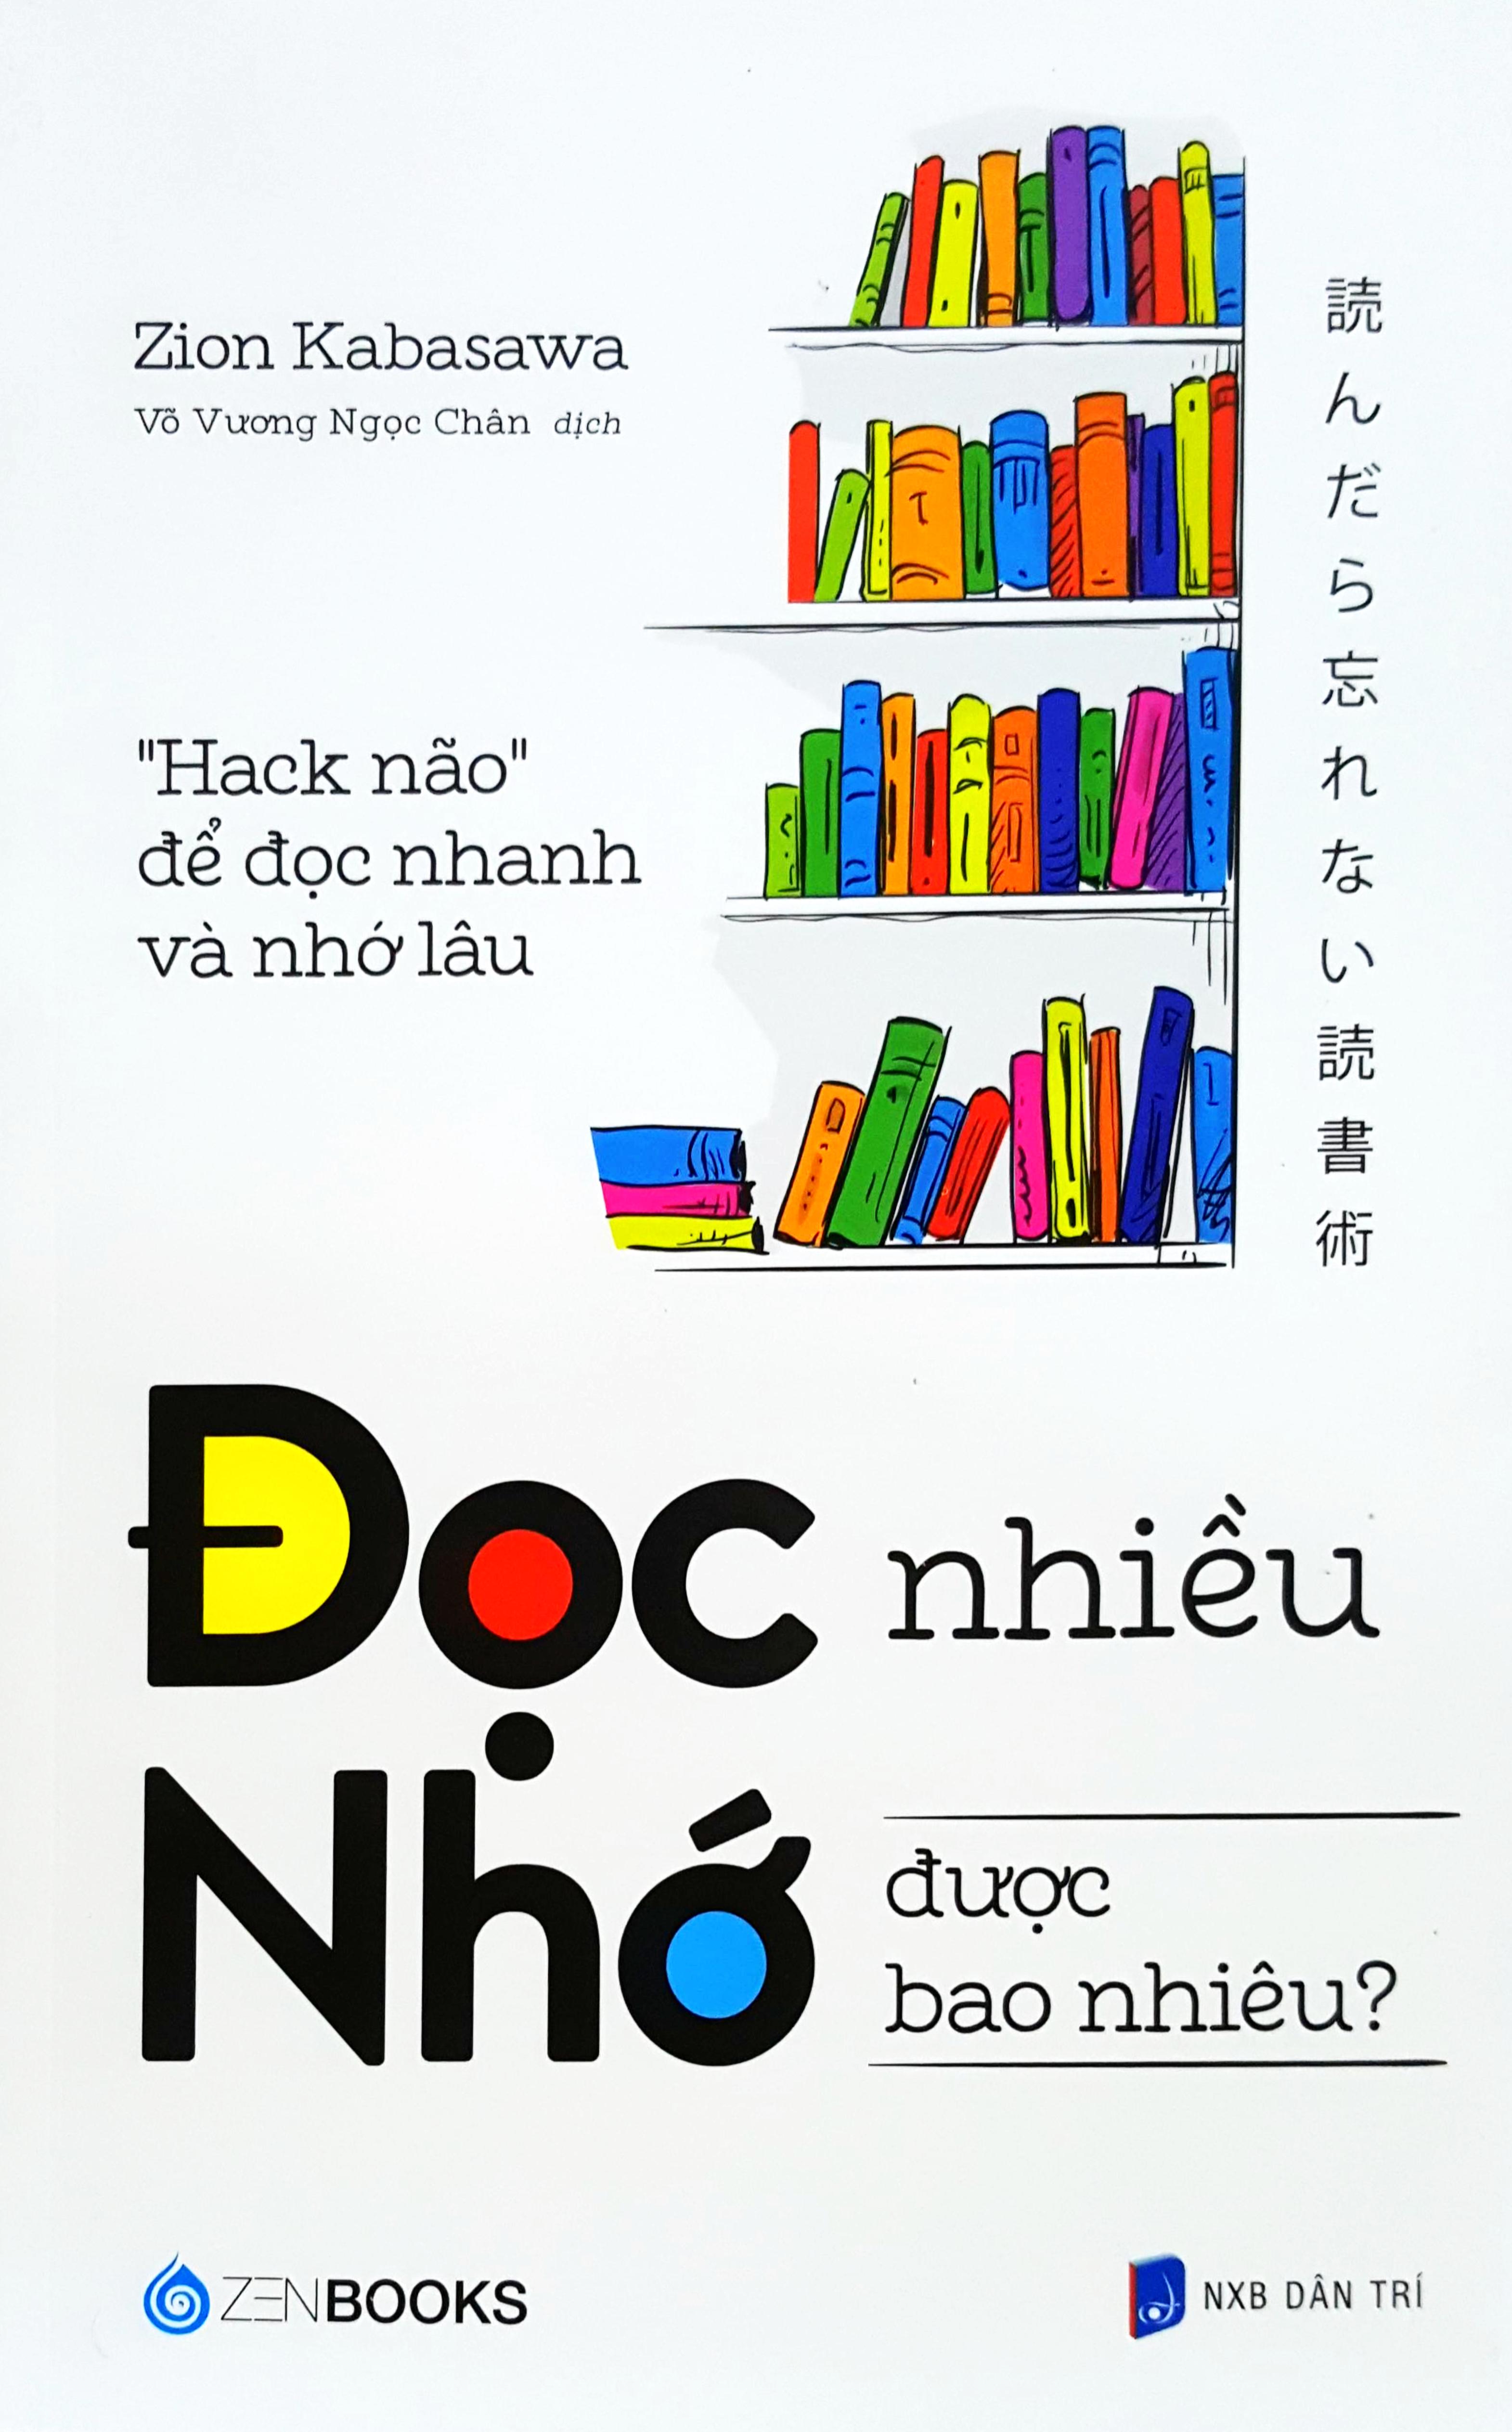 Zion Kabasawa
Võ Vương Ngọc Chân dịch
"Hack não"
để đọc nhanh
và nhớ lâu
読んだら忘れない読書術
Đọc nhiều
Nhớ được
bao nhiêu?
ZENBOOKS
NXB DÂN TRÍ